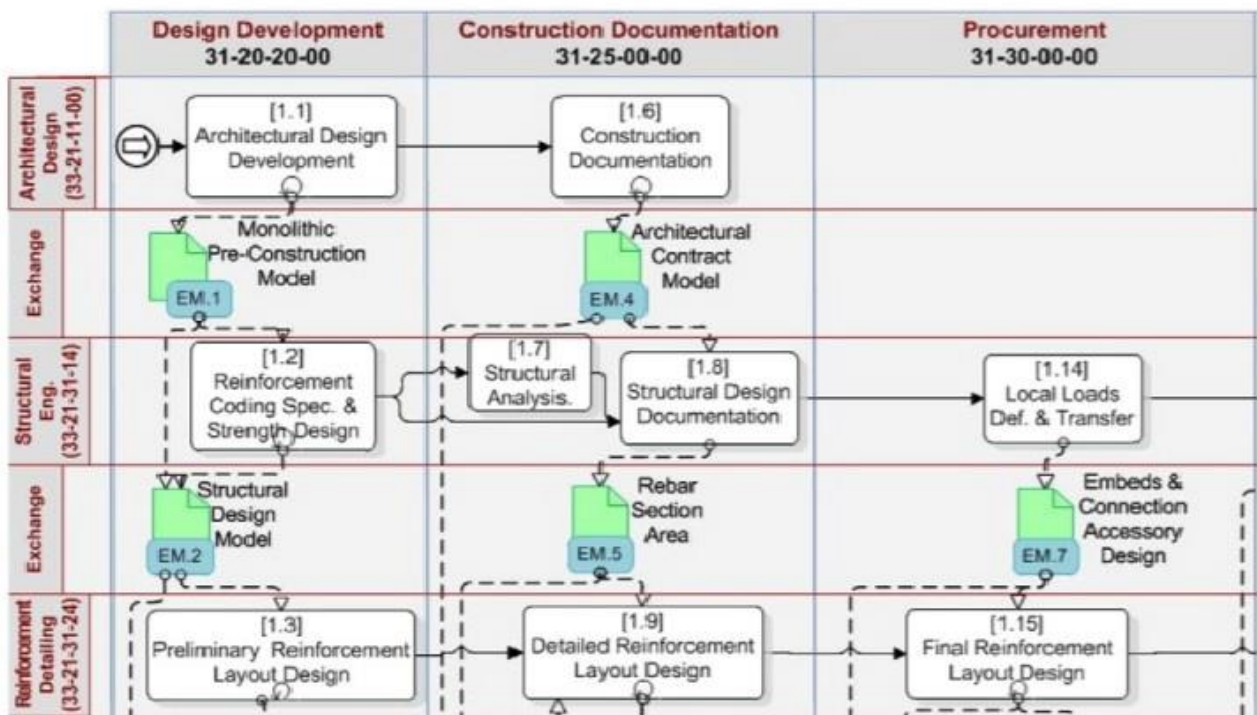 Design Development
31-20-20-00
Construction Documentation
31-25-00-00
Procurement
31-30-00-00
Architectural
Design
(33-21-11-00)
[1.1]
Architectural Design
Development
[1.6]
Construction
Documentation
Exchange
Monolithic
Pre-Construction
Model
EM.1
Architectural
Contract
Model
EM.4
Structural
Eng.
(33-21-31-14)
[1.2]
Reinforcement
Coding Spec. &
Strength Design
[1.7]
Structural
Analysis.
[1.8]
Structural Design
Documentation
[1.14]
Local Loads
Def. & Transfer
Exchange
Structural
Design
Model
EM.2
Rebar
Section
Area
EM.5
Embeds &
Connection
Accessory
Design
EM.7
Reinforcement
Detailing
(33-21-31-24)
[1.3]
Preliminary Reinforcement
Layout Design
[1.9]
Detailed Reinforcement
Layout Design
[1.15]
Final Reinforcement
Layout Design